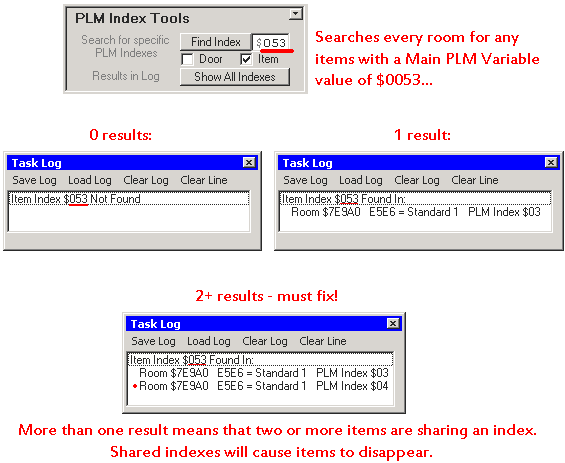 PLM Index Tools
Search for specific
PLM Indexes
Find Index
$053
Door
Item
Results in Log
Show All Indexes
Searches every room for any
items with a Main PLM Variable
value of $0053...
0 results:
Task Log
Save Log Load Log Clear Log Clear Line
Item Index $053 Not Found
1 result:
Task Log
Save Log Load Log Clear Log Clear Line
Item Index $053 Found In:
Room $7E9A0 E5E6 = Standard 1 PLM Index $03
2+ results - must fix!
Task Log
Save Log Load Log Clear Log Clear Line
Item Index $053 Found In:
Room $7E9A0 E5E6 = Standard 1 PLM Index $03
Room $7E9A0 E5E6 = Standard 1 PLM Index $04
More than one result means that two or more items are sharing an index.
Shared indexes will cause items to disappear.